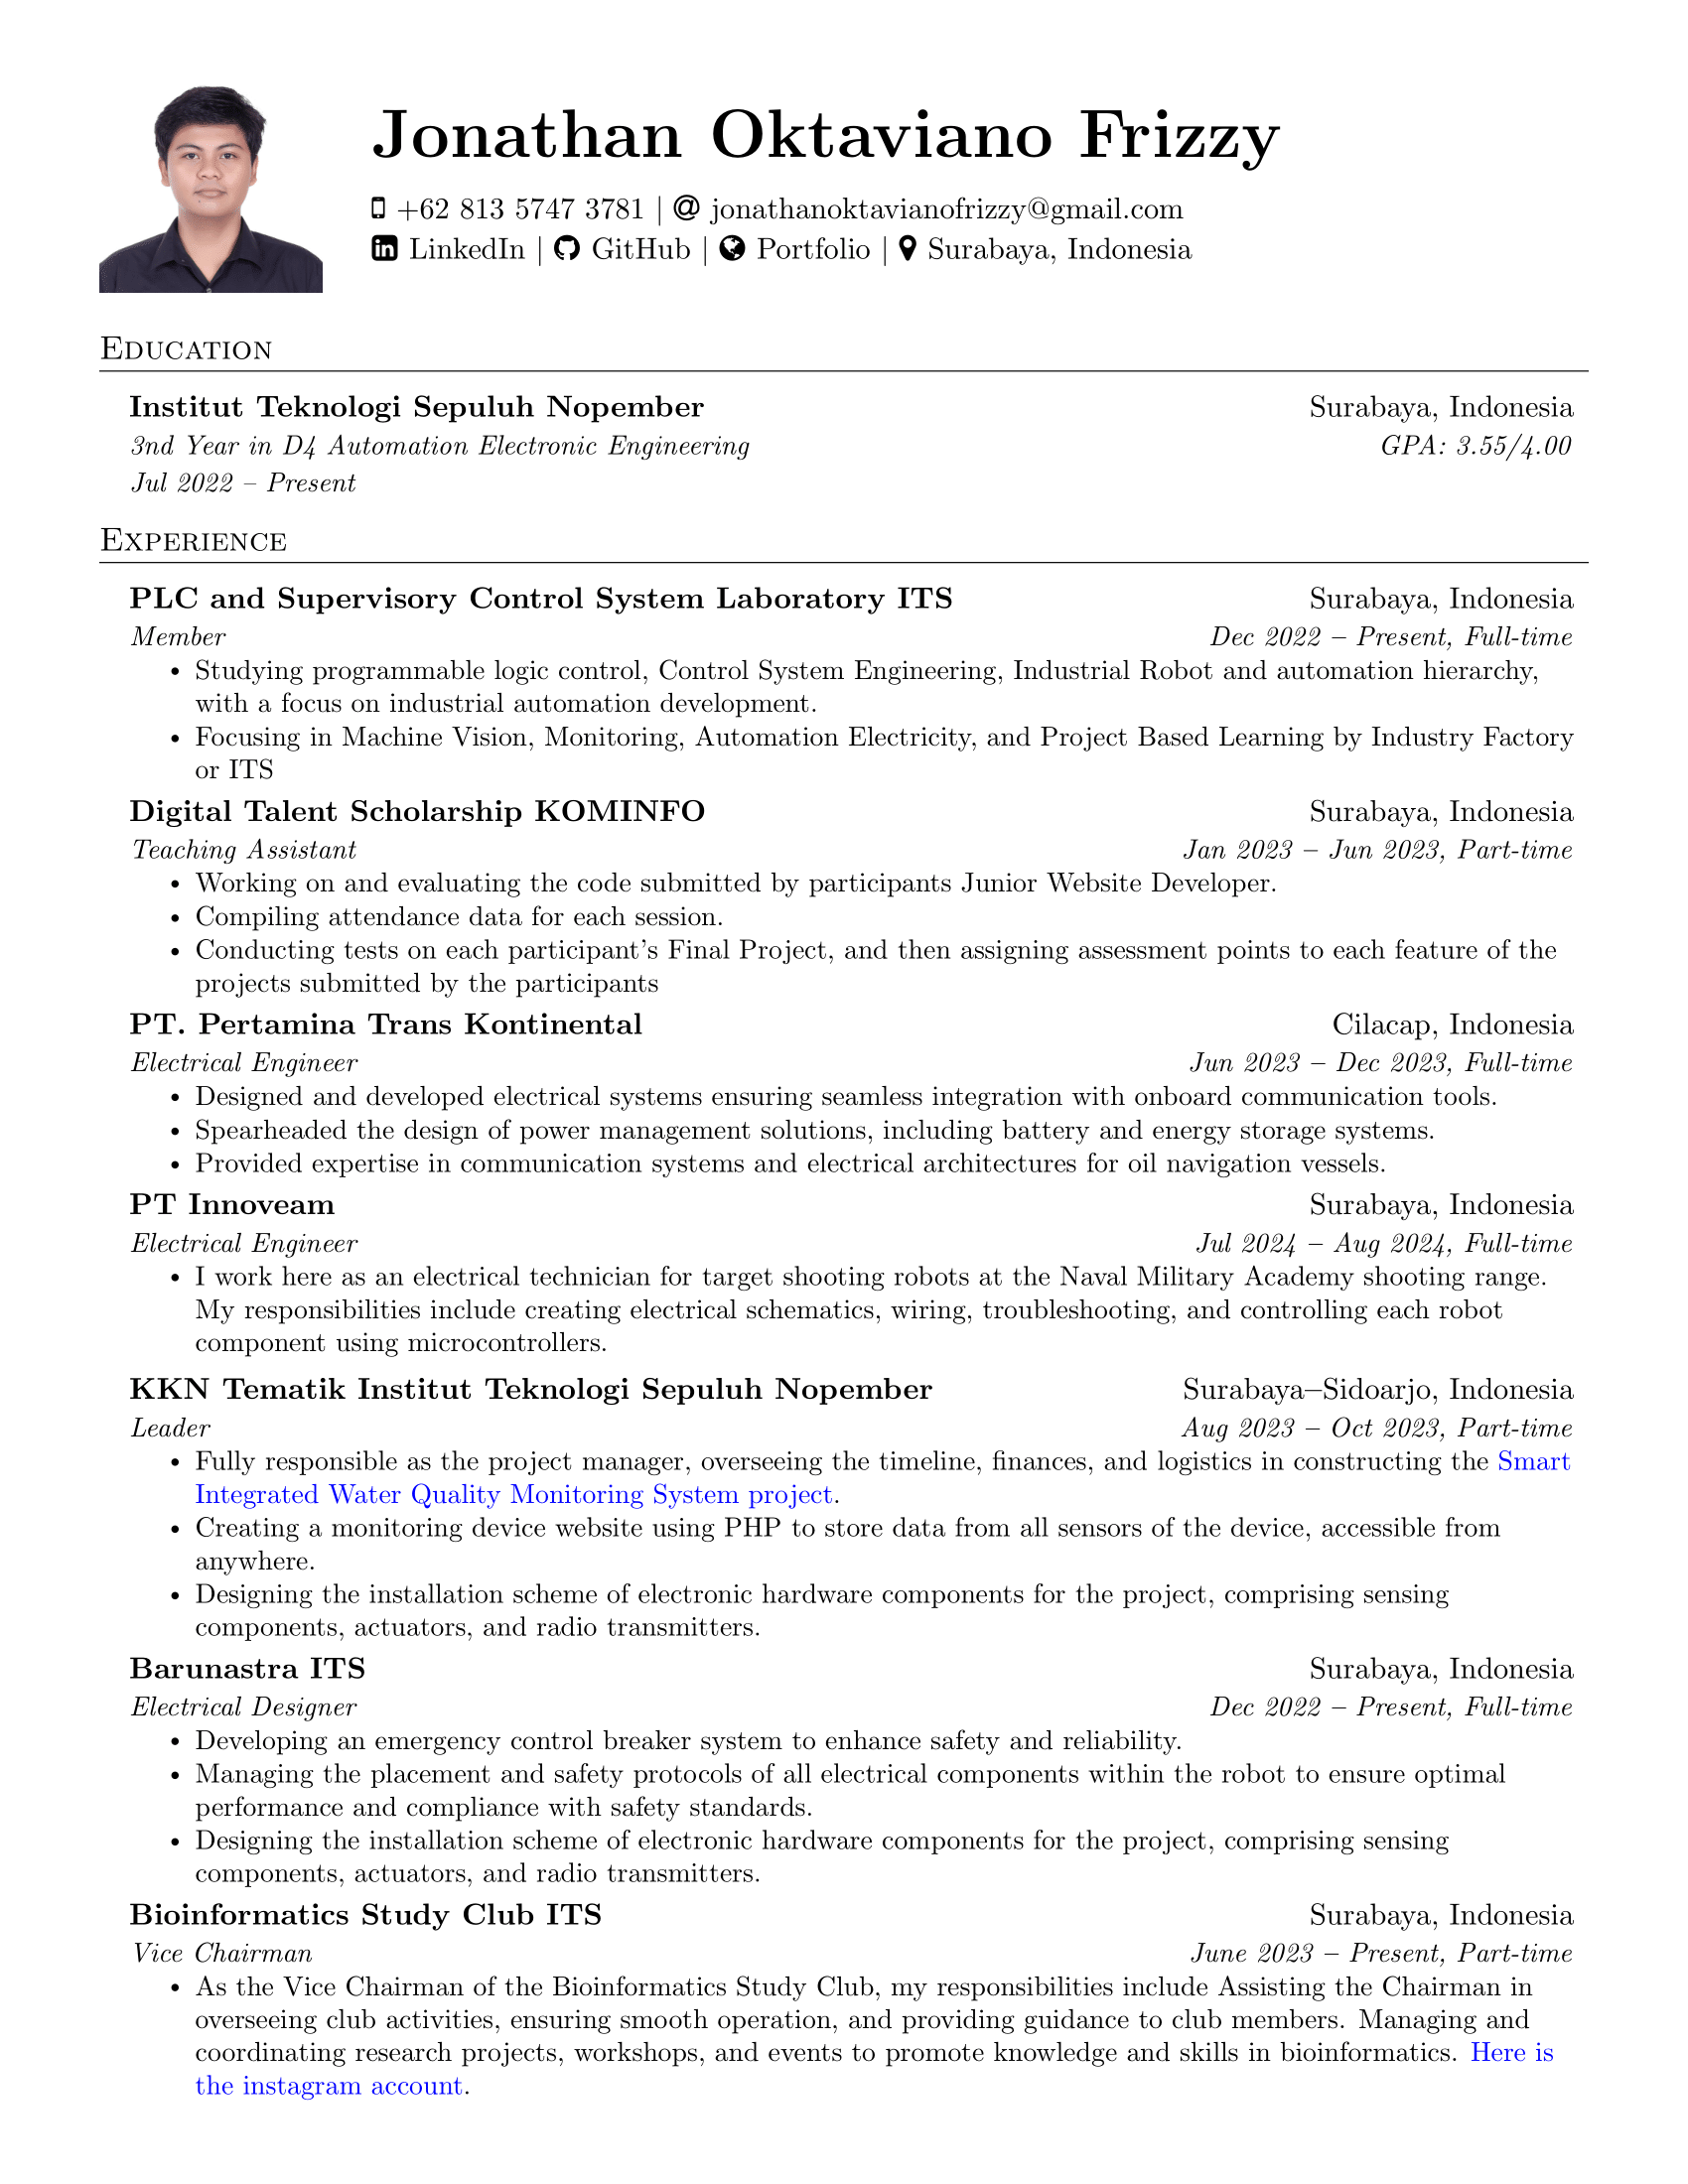 Jonathan Oktaviano Frizzy
+62 813 5747 3781 | @ jonathanoktavianofrizzy@gmail.com
LinkedIn | GitHub | Portfolio | Surabaya, Indonesia
Education
Institut Teknologi Sepuluh Nopember Surabaya, Indonesia
3nd Year in D4 Automation Electronic Engineering GPA: 3.55/4.00
Jul 2022 – Present
Experience
PLC and Supervisory Control System Laboratory ITS Surabaya, Indonesia
Member Dec 2022 – Present, Full-time
• Studying programmable logic control, Control System Engineering, Industrial Robot and automation hierarchy,
with a focus on industrial automation development.
• Focusing in Machine Vision, Monitoring, Automation Electricity, and Project Based Learning by Industry Factory
or ITS
Digital Talent Scholarship KOMINFO Surabaya, Indonesia
Teaching Assistant Jan 2023 – Jun 2023, Part-time
• Working on and evaluating the code submitted by participants Junior Website Developer.
• Compiling attendance data for each session.
• Conducting tests on each participant's Final Project, and then assigning assessment points to each feature of the
projects submitted by the participants
PT. Pertamina Trans Kontinental Cilacap, Indonesia
Electrical Engineer Jun 2023 – Dec 2023, Full-time
• Designed and developed electrical systems ensuring seamless integration with onboard communication tools.
• Spearheaded the design of power management solutions, including battery and energy storage systems.
• Provided expertise in communication systems and electrical architectures for oil navigation vessels.
PT Innoveam Surabaya, Indonesia
Electrical Engineer Jul 2024 – Aug 2024, Full-time
• I work here as an electrical technician for target shooting robots at the Naval Military Academy shooting range.
My responsibilities include creating electrical schematics, wiring, troubleshooting, and controlling each robot
component using microcontrollers.
KKN Tematik Institut Teknologi Sepuluh Nopember Surabaya–Sidoarjo, Indonesia
Leader Aug 2023 – Oct 2023, Part-time
• Fully responsible as the project manager, overseeing the timeline, finances, and logistics in constructing the Smart
Integrated Water Quality Monitoring System project.
• Creating a monitoring device website using PHP to store data from all sensors of the device, accessible from
anywhere.
• Designing the installation scheme of electronic hardware components for the project, comprising sensing
components, actuators, and radio transmitters.
Barunastra ITS Surabaya, Indonesia
Electrical Designer Dec 2022 – Present, Full-time
• Developing an emergency control breaker system to enhance safety and reliability.
• Managing the placement and safety protocols of all electrical components within the robot to ensure optimal
performance and compliance with safety standards.
• Designing the installation scheme of electronic hardware components for the project, comprising sensing
components, actuators, and radio transmitters.
Bioinformatics Study Club ITS Surabaya, Indonesia
Vice Chairman June 2023 – Present, Part-time
• As the Vice Chairman of the Bioinformatics Study Club, my responsibilities include Assisting the Chairman in
overseeing club activities, ensuring smooth operation, and providing guidance to club members. Managing and
coordinating research projects, workshops, and events to promote knowledge and skills in bioinformatics. Here is
the instagram account.